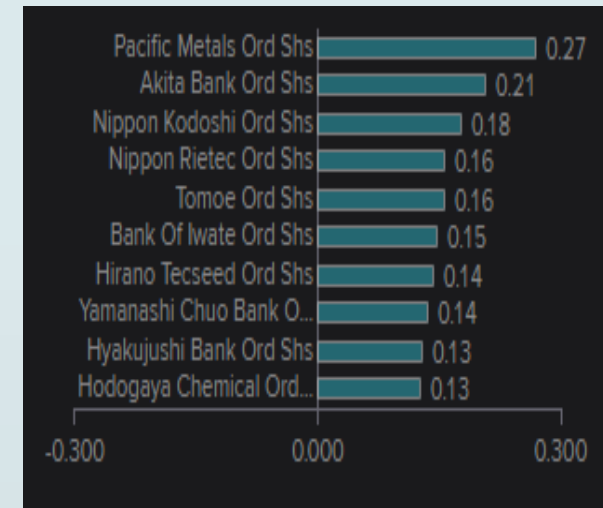 Pacific Metals Ord Shs 0.27
Akita Bank Ord Shs 0.21
Nippon Kodoshi Ord Shs 0.18
Nippon Rietec Ord Shs 0.16
Tomoe Ord Shs 0.16
Bank Of Iwate Ord Shs 0.15
Hirano Tecseed Ord Shs 0.14
Yamanashi Chuo Bank O... 0.14
Hyakujushi Bank Ord Shs 0.13
Hodogaya Chemical Ord... 0.13
-0.300 0.000 0.300